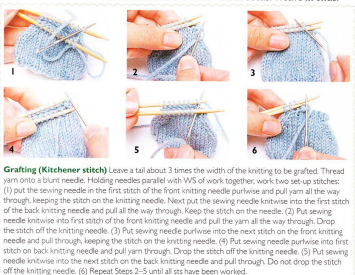 1
2
3
4
5
6
Grafting (Kitchener stitch) Leave a tail about 3 times the width of the knitting to be grafted. Thread
yarn onto a blunt needle. Holding needles parallel with WS of work together, work two set-up stitches:
(1) put the sewing needle in the first stitch of the front knitting needle purlwise and pull yarn all the way
through, keeping the stitch on the knitting needle. Next put the sewing needle knitwise into the first stitch
of the back knitting needle and pull all the way through. Keep the stitch on the needle. (2) Put sewing
needle knitwise into first stitch of the front knitting needle and pull the yarn all the way through. Drop
the stitch off the knitting needle. (3) Put sewing needle purlwise into the next stitch on the front knitting
needle and pull through, keeping the stitch on the knitting needle. (4) Put sewing needle purlwise into first
stitch on back knitting needle and pull yarn through. Drop the stitch off the knitting needle. (5) Put sewing
needle knitwise into the next stitch on the back knitting needle and pull through. Do not drop the stitch
off the knitting needle. (6) Repeat Steps 2–5 until all sts have been worked.